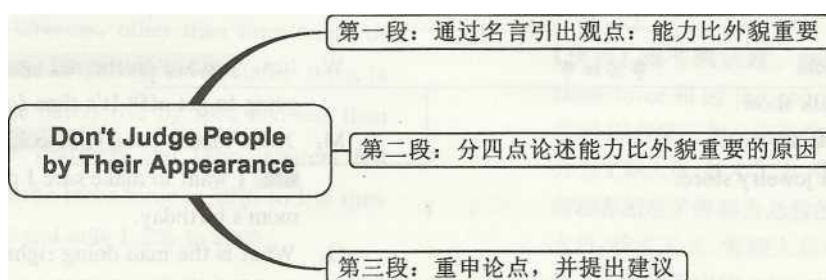 第一段：通过名言引出观点：能力比外貌重要
Don't Judge People
by Their Appearance
第二段：分四点论述能力比外貌重要的原因
第三段：重申论点，并提出建议